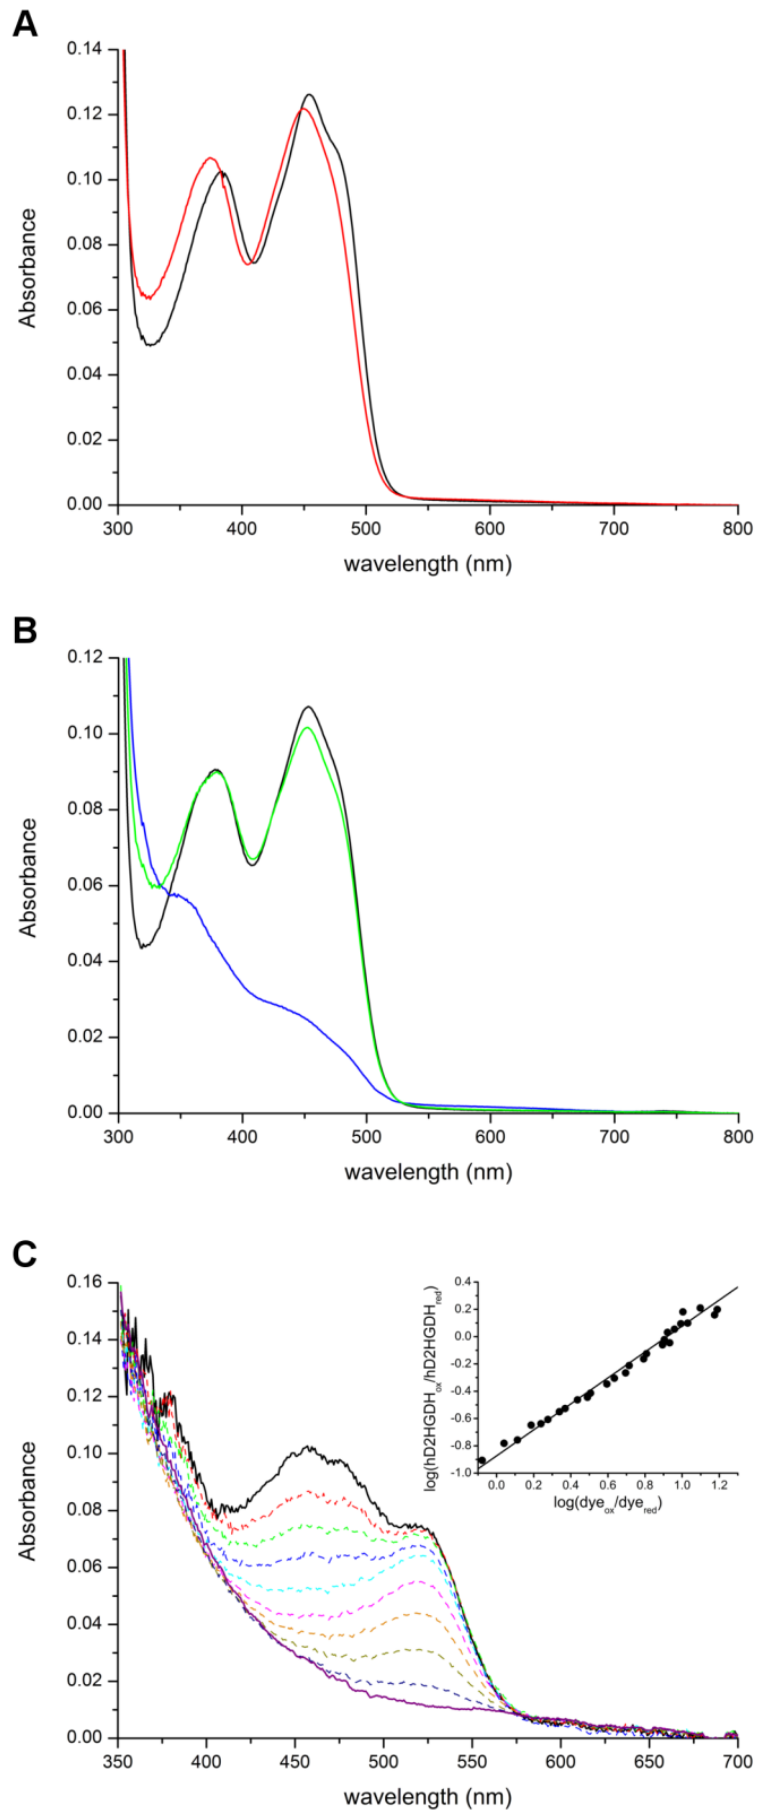 A
0.14
0.12
0.10
0.08
0.06
0.04
0.02
0.00
Absorbance
300 400 500 600 700 800
wavelength (nm)
B
0.12
0.10
0.08
0.06
0.04
0.02
0.00
Absorbance
300 400 500 600 700 800
wavelength (nm)
C
0.16
0.14
0.12
0.10
0.08
0.06
0.04
0.02
0.00
Absorbance
350 400 450 500 550 600 650 700
wavelength (nm)
0.4
0.2
0.0
-0.2
-0.4
-0.6
-0.8
-1.0
log(hD2HGDHox/hD2HGDHred)
0.0 0.2 0.4 0.6 0.8 1.0 1.2
log(dyeox/dyered)